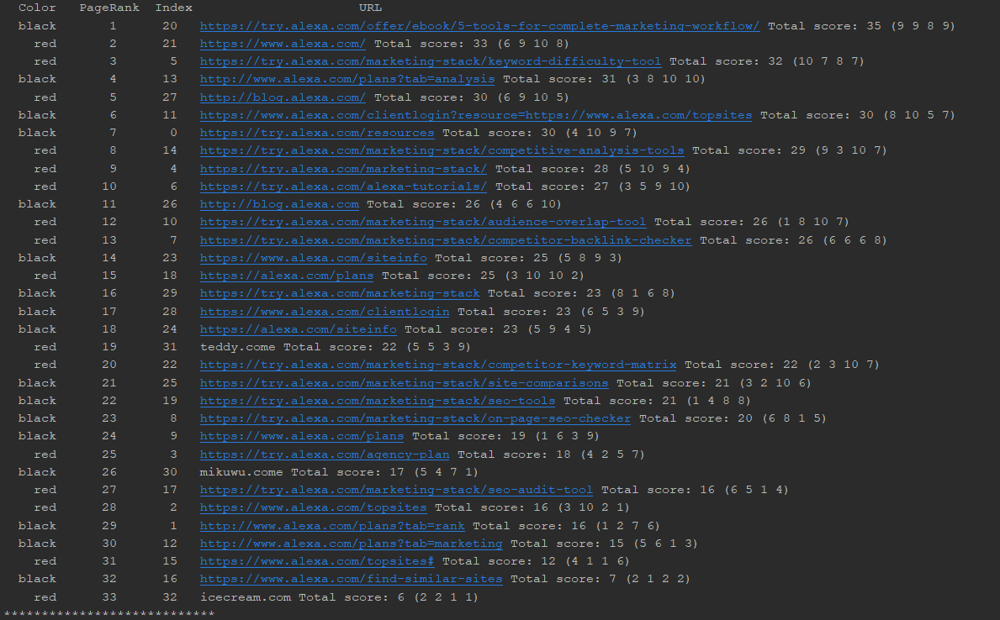 Color PageRank Index URL
black 1 20 https://try.alexa.com/offer/ebook/5-tools-for-complete-marketing-workflow/ Total score: 35 (9 9 8 9)
red 2 21 https://www.alexa.com/ Total score: 33 (6 9 10 8)
red 3 5 https://try.alexa.com/marketing-stack/keyword-difficulty-tool Total score: 32 (10 7 8 7)
black 4 13 http://www.alexa.com/plans?tab=analysis Total score: 31 (3 8 10 10)
red 5 27 http://blog.alexa.com/ Total score: 30 (6 9 10 5)
black 6 11 https://www.alexa.com/clientlogin?resource=https://www.alexa.com/topsites Total score: 30 (8 10 5 7)
black 7 0 https://try.alexa.com/resources Total score: 30 (4 10 9 7)
red 8 14 https://try.alexa.com/marketing-stack/competitive-analysis-tools Total score: 29 (9 3 10 7)
red 9 4 https://try.alexa.com/marketing-stack/ Total score: 28 (5 10 9 4)
red 10 6 https://try.alexa.com/alexa-tutorials/ Total score: 27 (3 5 9 10)
black 11 26 http://blog.alexa.com Total score: 26 (4 6 6 10)
red 12 10 https://try.alexa.com/marketing-stack/audience-overlap-tool Total score: 26 (1 8 10 7)
red 13 7 https://try.alexa.com/marketing-stack/competitor-backlink-checker Total score: 26 (6 6 6 8)
black 14 23 https://www.alexa.com/siteinfo Total score: 25 (5 8 9 3)
red 15 18 https://alexa.com/plans Total score: 25 (3 10 10 2)
black 16 29 https://try.alexa.com/marketing-stack Total score: 23 (8 1 6 8)
black 17 28 https://www.alexa.com/clientlogin Total score: 23 (6 5 3 9)
black 18 24 https://alexa.com/siteinfo Total score: 23 (5 9 4 5)
red 19 31 teddy.come Total score: 22 (5 5 3 9)
red 20 22 https://try.alexa.com/marketing-stack/competitor-keyword-matrix Total score: 22 (2 3 10 7)
black 21 25 https://try.alexa.com/marketing-stack/site-comparisons Total score: 21 (3 2 10 6)
black 22 19 https://try.alexa.com/marketing-stack/seo-tools Total score: 21 (1 4 8 8)
black 23 8 https://try.alexa.com/marketing-stack/on-page-seo-checker Total score: 20 (6 8 1 5)
black 24 9 https://www.alexa.com/plans Total score: 19 (1 6 3 9)
red 25 3 https://try.alexa.com/agency-plan Total score: 18 (4 2 5 7)
black 26 30 mikuwu.come Total score: 17 (5 4 7 1)
red 27 17 https://try.alexa.com/marketing-stack/seo-audit-tool Total score: 16 (6 5 1 4)
red 28 2 https://www.alexa.com/topsites Total score: 16 (3 10 2 1)
black 29 1 http://www.alexa.com/plans?tab=rank Total score: 16 (1 2 7 6)
black 30 12 http://www.alexa.com/plans?tab=marketing Total score: 15 (5 6 1 3)
red 31 15 https://www.alexa.com/topsites# Total score: 12 (4 1 1 6)
black 32 16 https://www.alexa.com/find-similar-sites Total score: 7 (2 1 2 2)
red 33 32 icecream.com Total score: 6 (2 2 1 1)
****************************